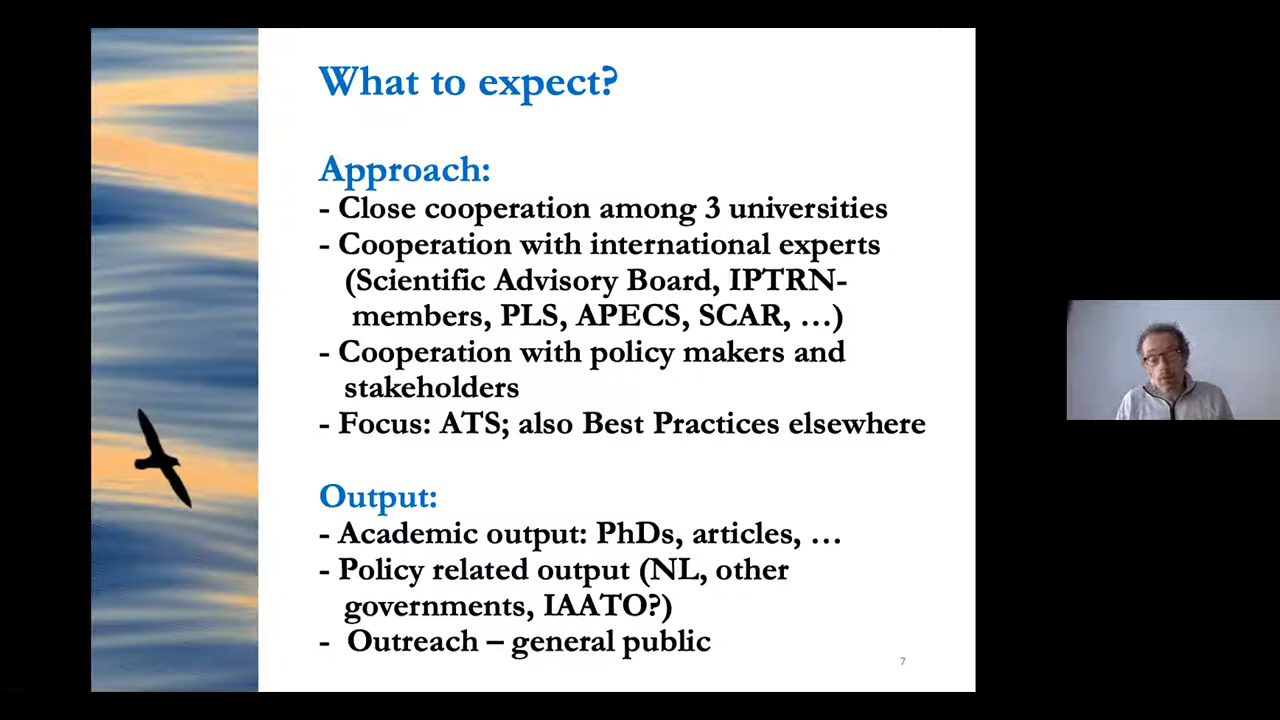 What to expect?
Approach:
- Close cooperation among 3 universities
- Cooperation with international experts
(Scientific Advisory Board, IPTRN-
members, PLS, APECS, SCAR, …)
- Cooperation with policy makers and
stakeholders
- Focus: ATS; also Best Practices elsewhere
Output:
- Academic output: PhDs, articles, …
- Policy related output (NL, other
governments, IAATO?)
- Outreach – general public
7